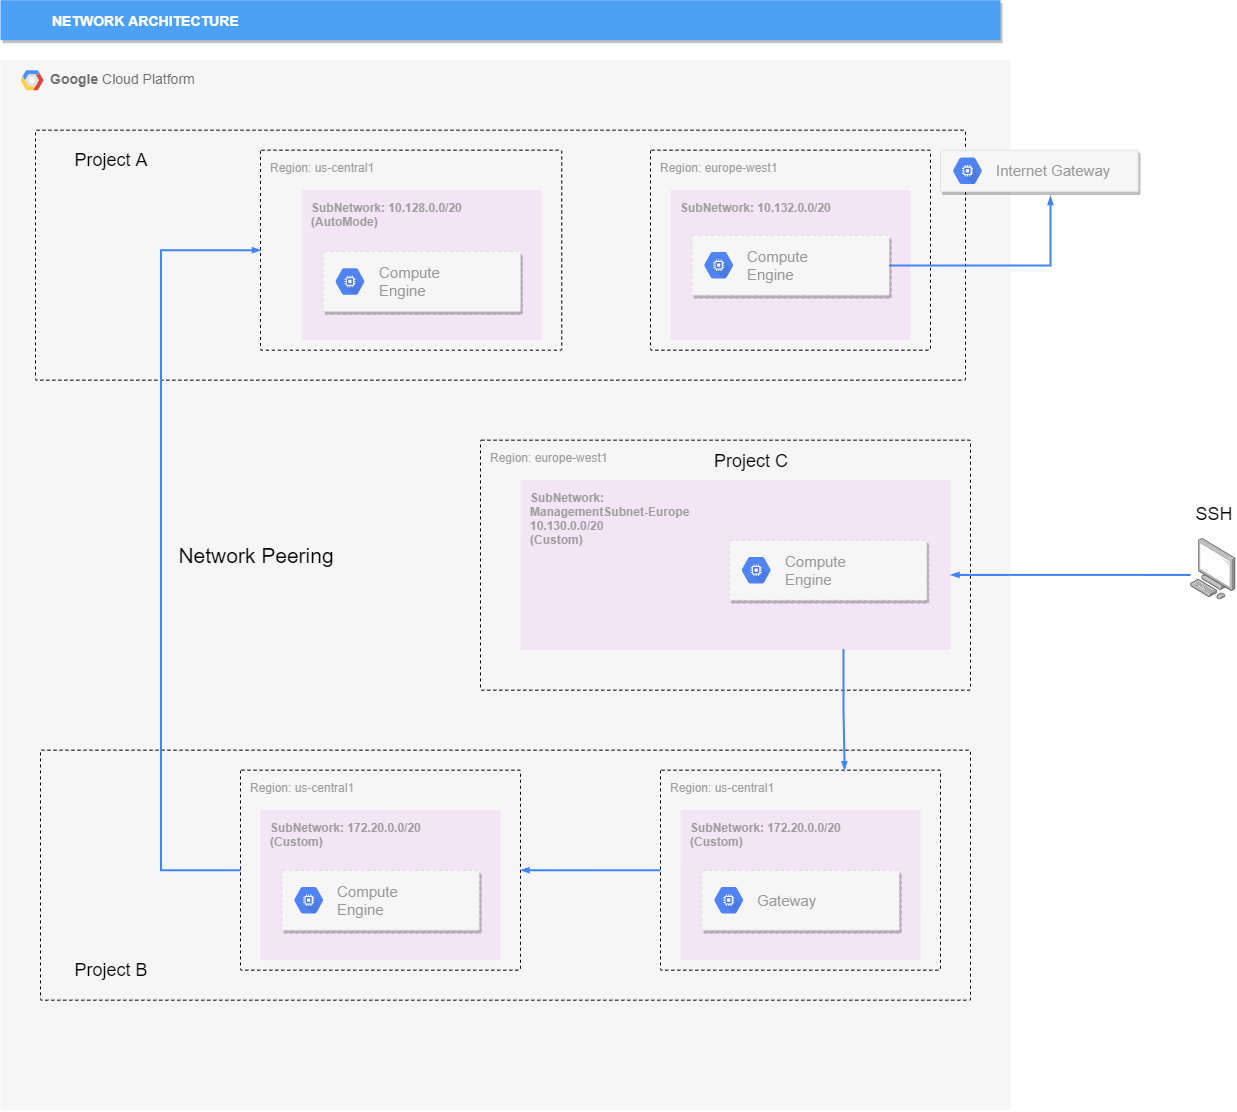 NETWORK ARCHITECTURE
Google Cloud Platform
Project A
Region: us-central1
SubNetwork: 10.128.0.0/20
(AutoMode)
Compute
Engine
Region: europe-west1
SubNetwork: 10.132.0.0/20
Compute
Engine
Internet Gateway
Region: europe-west1
Project C
SubNetwork:
ManagementSubnet-Europe
10.130.0.0/20
(Custom)
Compute
Engine
SSH
Network Peering
Region: us-central1
SubNetwork: 172.20.0.0/20
(Custom)
Compute
Engine
Region: us-central1
SubNetwork: 172.20.0.0/20
(Custom)
Gateway
Project B